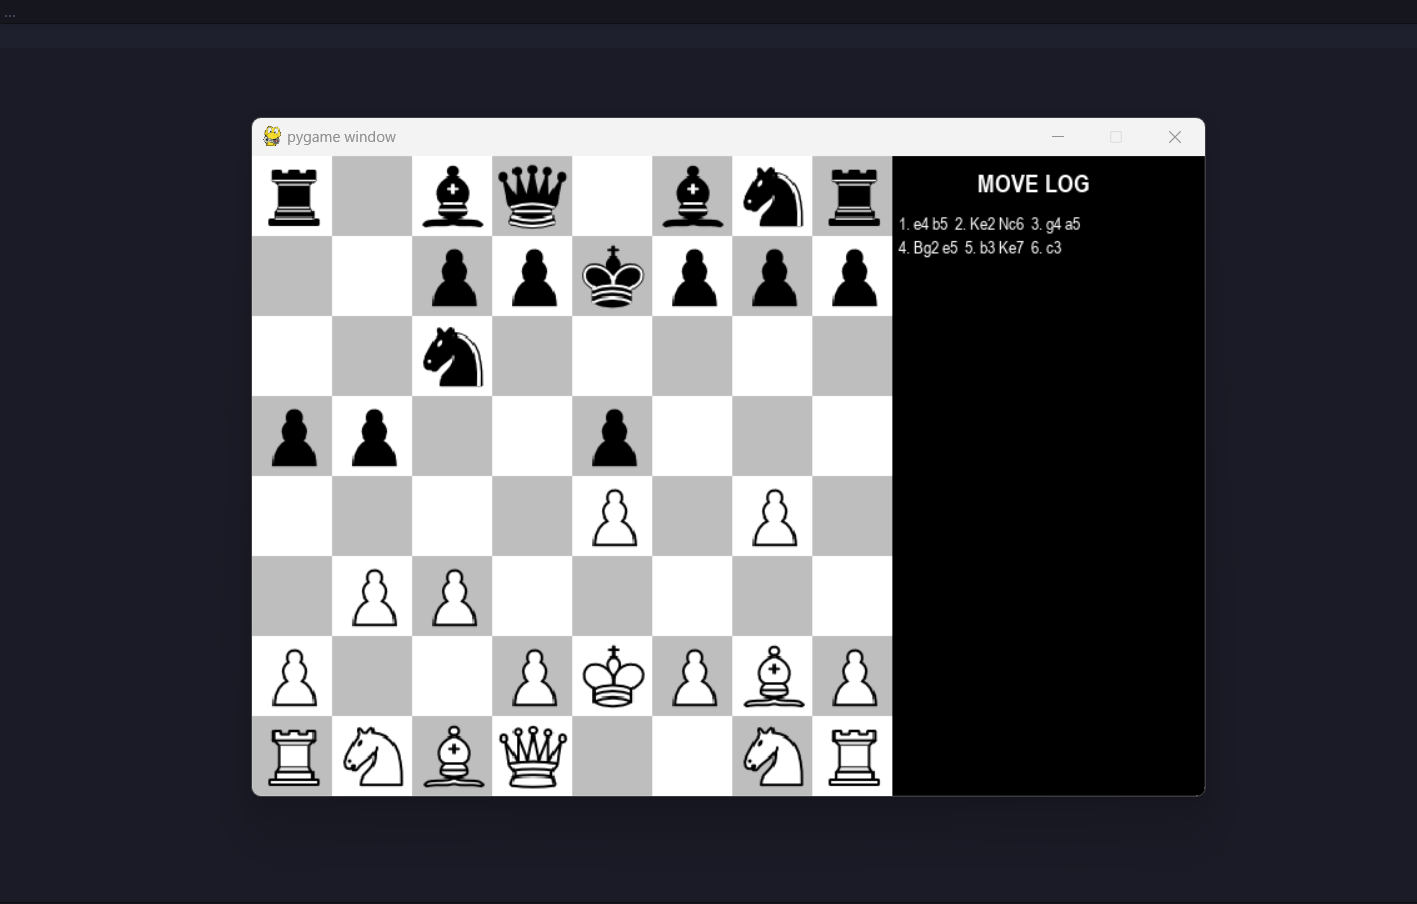 ...
pygame window
MOVE LOG
1. e4 b5 2. Ke2 Nc6 3. g4 a5
4. Bg2 e5 5. b3 Ke7 6. c3